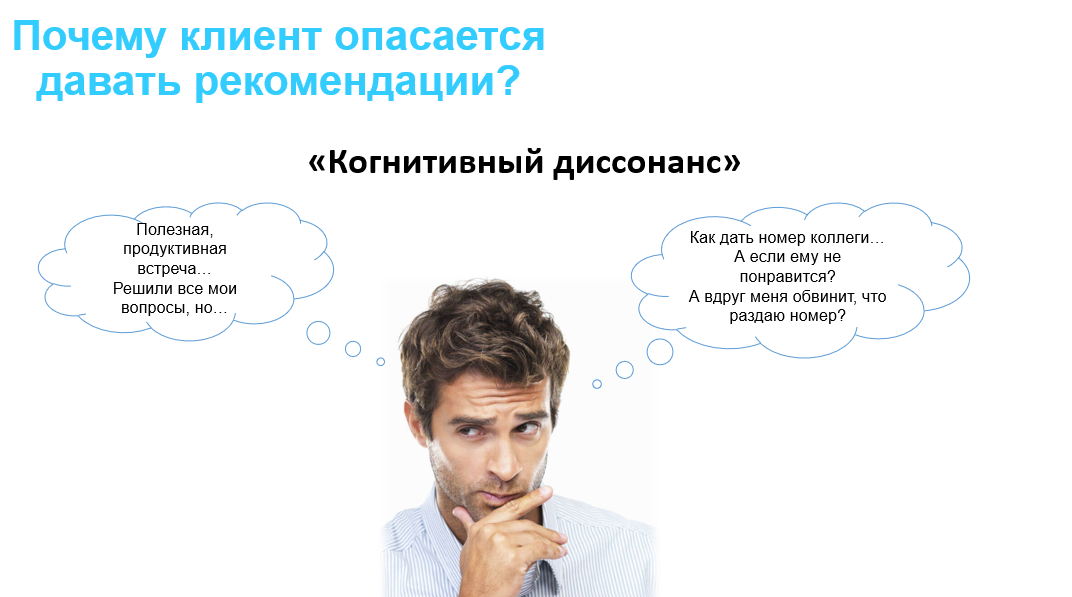 Почему клиент опасается
давать рекомендации?
«Когнитивный диссонанс»
Полезная,
продуктивная
встреча…
Решили все мои
вопросы, но…
Как дать номер коллеги…
А если ему не
понравится?
А вдруг меня обвинит, что
раздаю номер?